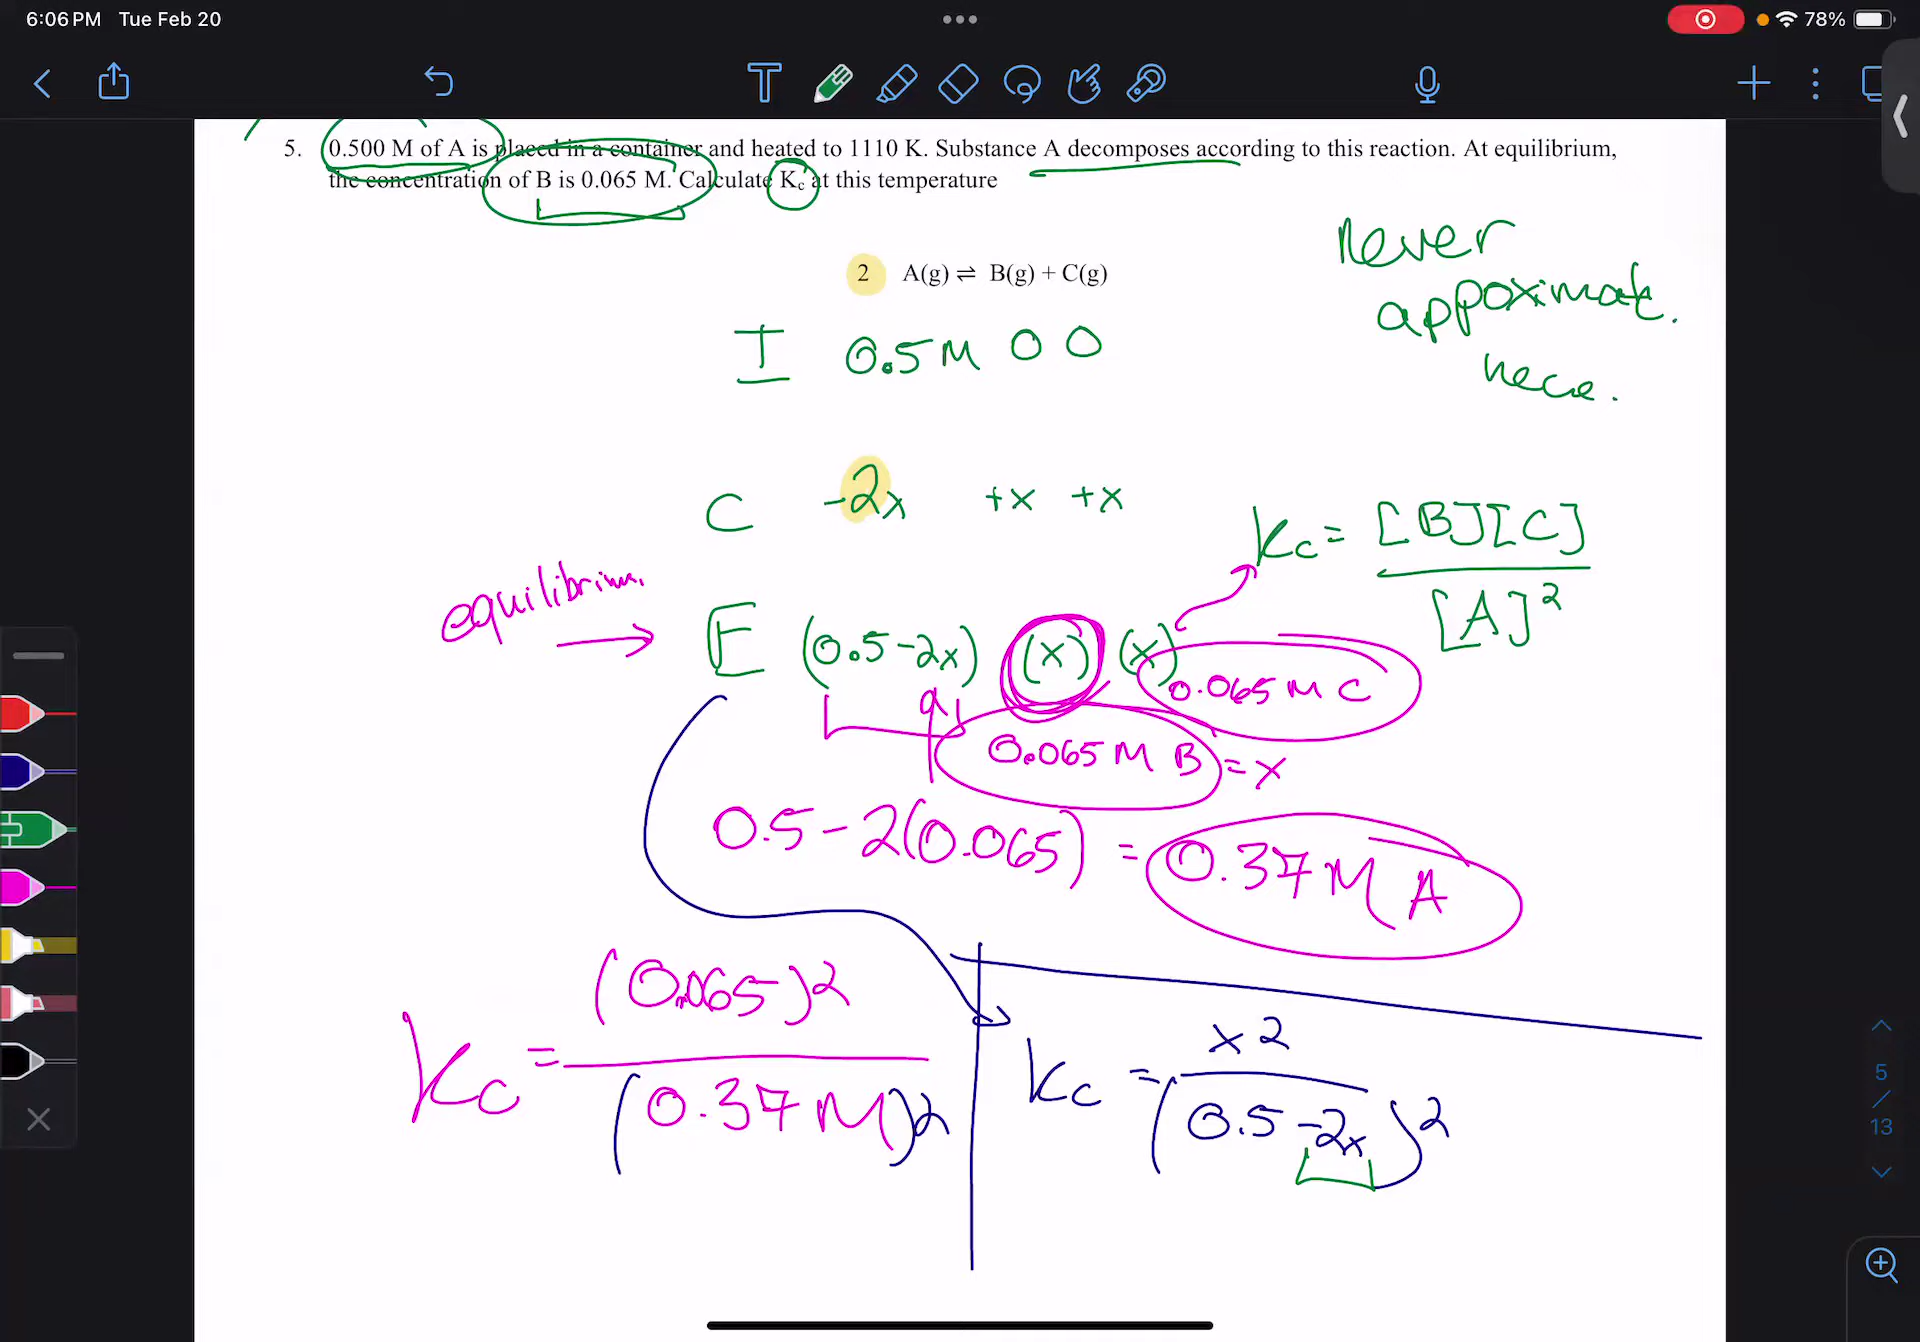 6:06 PM Tue Feb 20
78%
5. 0.500 M of A is placed in a container and heated to 1110 K. Substance A decomposes according to this reaction. At equilibrium,
the concentration of B is 0.065 M. Calculate Kc at this temperature
never
appoximate.
here.
2 A(g) ⇌ B(g) + C(g)
I 0.5M 0 0
C -2x +x +x
Kc = [B][C]
[A]²
equilibrium
E (0.5-2x) (x) (x)
0.065 M C
0.065 M B = x
0.5-2(0.065) = 0.37M A
Kc = (0.065)2
(0.37M)2
Kc = x2
(0.5-2x)2
5
/
13